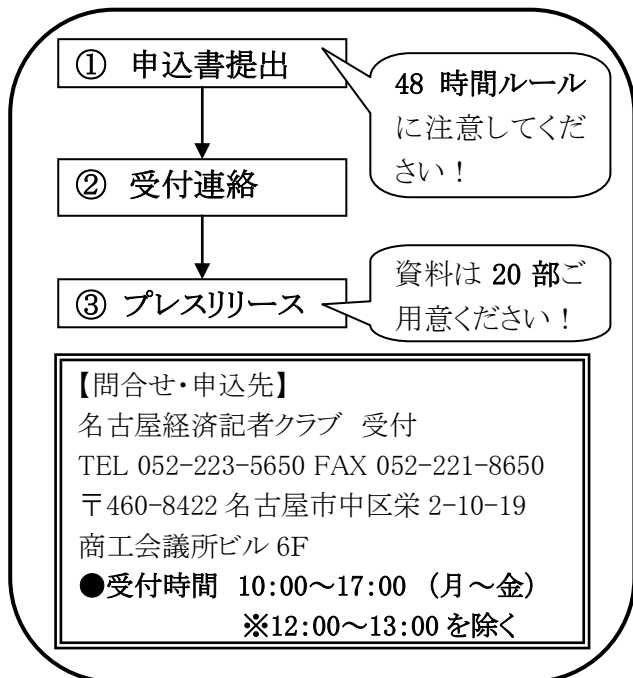 ① 申込書提出
48 時間ルール
に注意してくだ
さい！
② 受付連絡
③ プレスリリース
資料は 20 部ご
用意ください！
【問合せ・申込先】
名古屋経済記者クラブ 受付
TEL 052-223-5650 FAX 052-221-8650
〒460-8422 名古屋市中区栄 2-10-19
商工会議所ビル 6F
●受付時間 10:00～17:00 （月～金）
※12:00～13:00 を除く